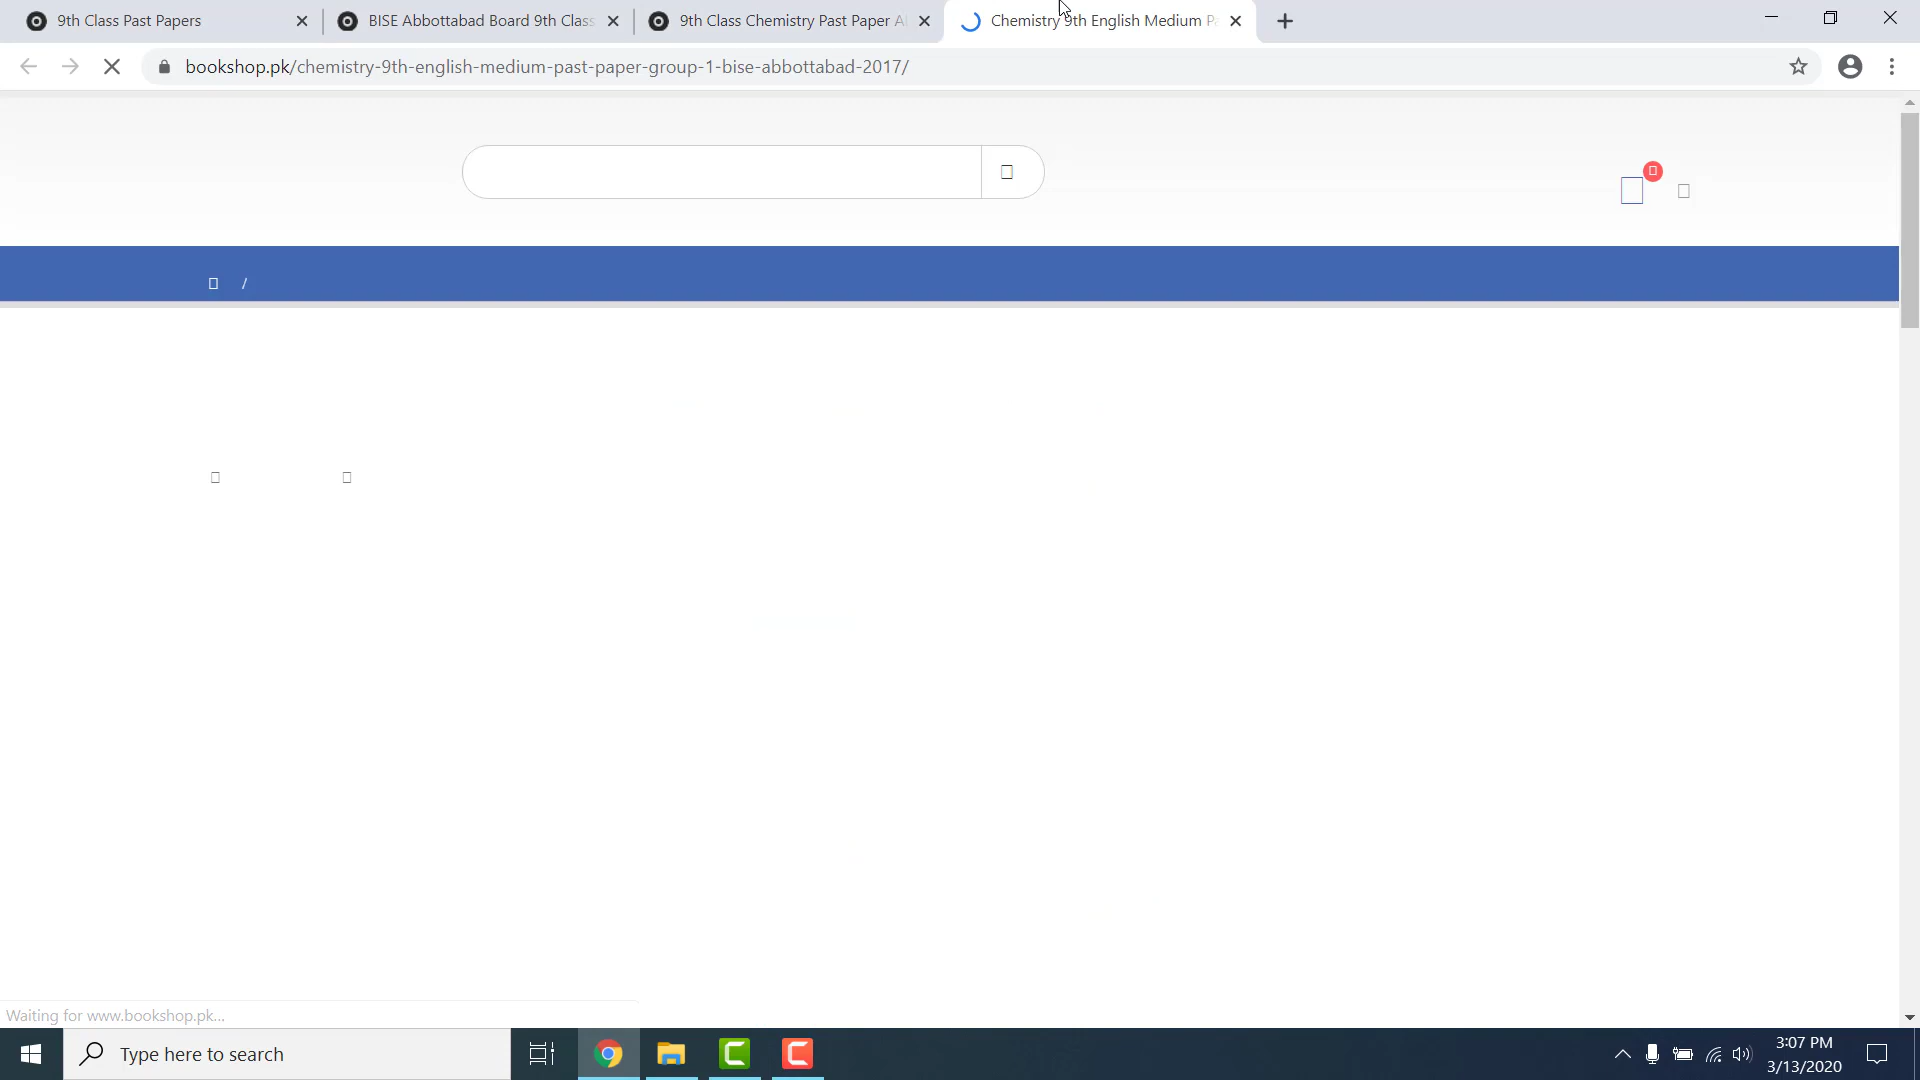 9th Class Past Papers
BISE Abbottabad Board 9th Class
9th Class Chemistry Past Paper A
Chemistry 9th English Medium P
bookshop.pk/chemistry-9th-english-medium-past-paper-group-1-bise-abbottabad-2017/
/
Waiting for www.bookshop.pk...
Type here to search
3:07 PM
3/13/2020